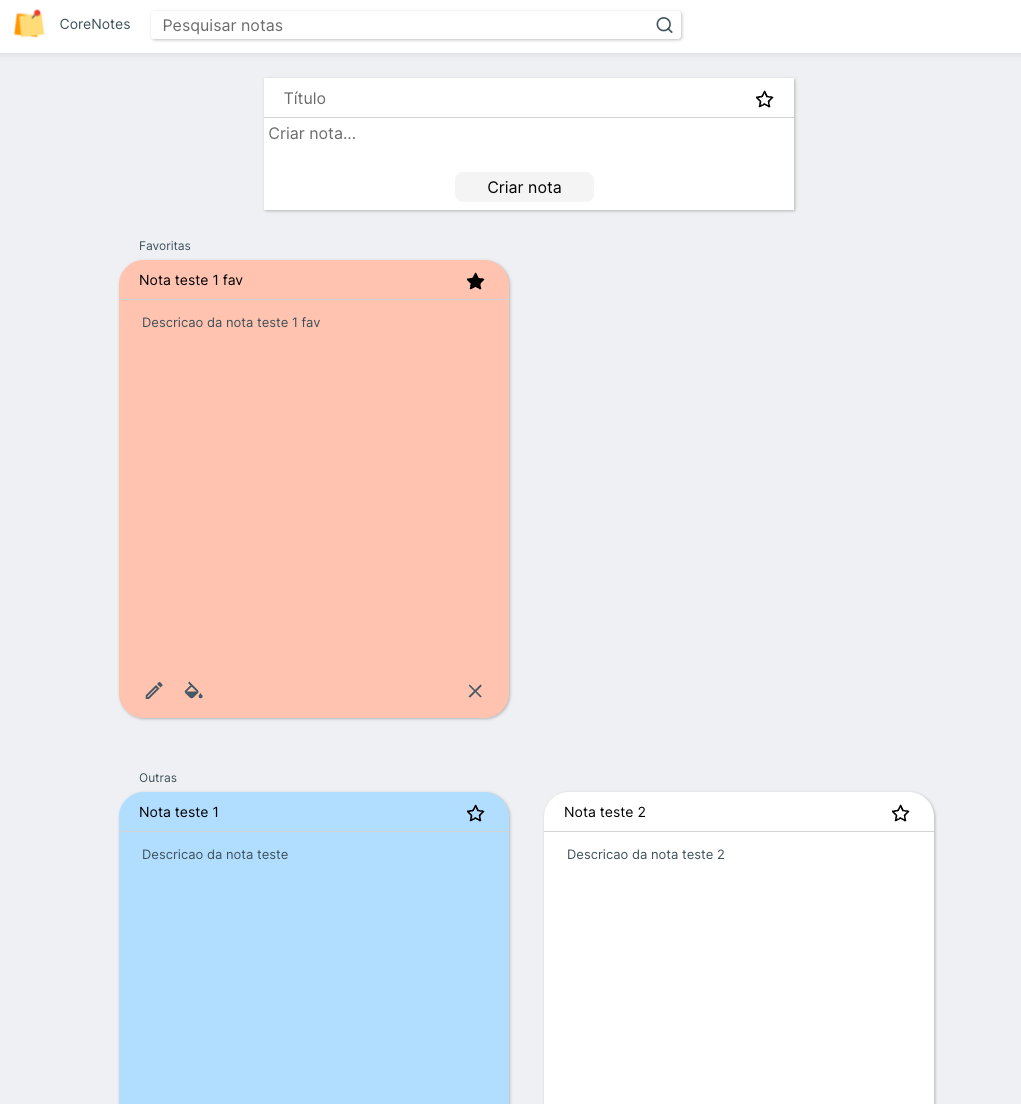 CoreNotes
Pesquisar notas
Título
Criar nota...
Criar nota
Favoritas
Nota teste 1 fav
Descricao da nota teste 1 fav
Outras
Nota teste 1
Descricao da nota teste
Nota teste 2
Descricao da nota teste 2